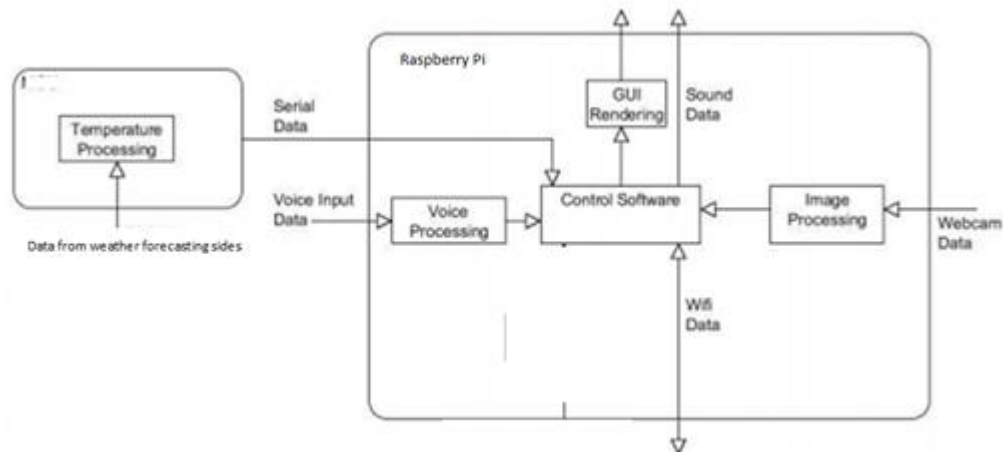 Raspberry Pi
GUI
Rendering
Sound
Data
Serial
Data
Temperature
Processing
Voice Input
Data
Voice
Processing
Control Software
Image
Processing
Webcam
Data
Data from weather forecasting sides
Wifi
Data